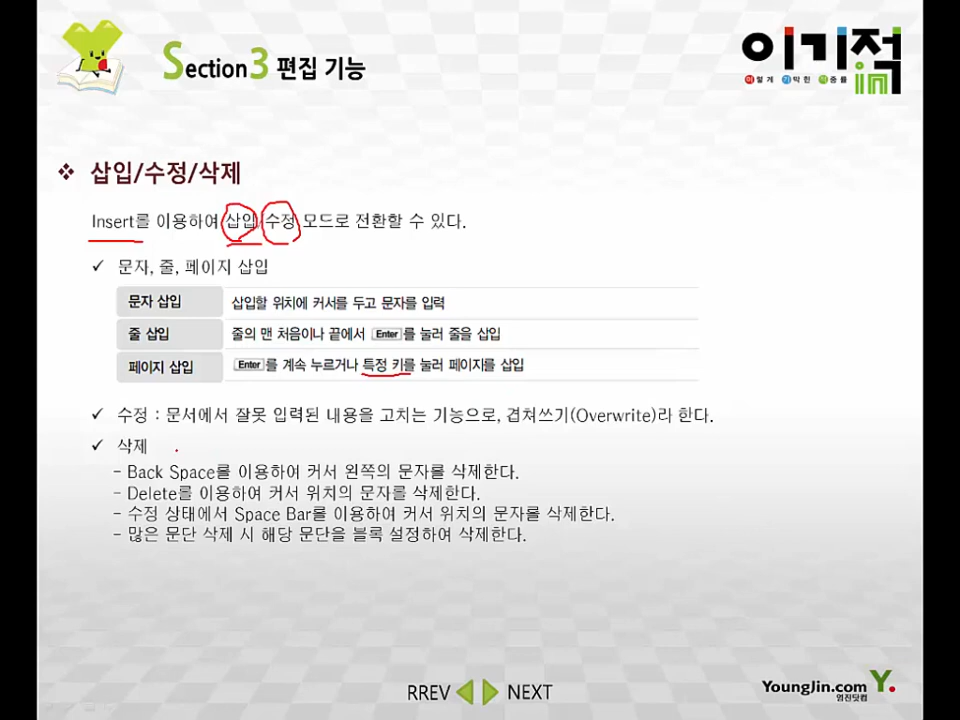 Section3 편집 기능
이기적in
이렇게 기막힌 적중률
❖ 삽입/수정/삭제
Insert를 이용하여 삽입/수정 모드로 전환할 수 있다.
✓ 문자, 줄, 페이지 삽입
문자 삽입 삽입할 위치에 커서를 두고 문자를 입력
줄 삽입 줄의 맨 처음이나 끝에서 Enter를 눌러 줄을 삽입
페이지 삽입 Enter를 계속 누르거나 특정 키를 눌러 페이지를 삽입
✓ 수정 : 문서에서 잘못 입력된 내용을 고치는 기능으로, 겹쳐쓰기(Overwrite)라 한다.
✓ 삭제
- Back Space를 이용하여 커서 왼쪽의 문자를 삭제한다.
- Delete를 이용하여 커서 위치의 문자를 삭제한다.
- 수정 상태에서 Space Bar를 이용하여 커서 위치의 문자를 삭제한다.
- 많은 문단 삭제 시 해당 문단을 블록 설정하여 삭제한다.
RREV NEXT
YoungJin.com Y.
영진닷컴